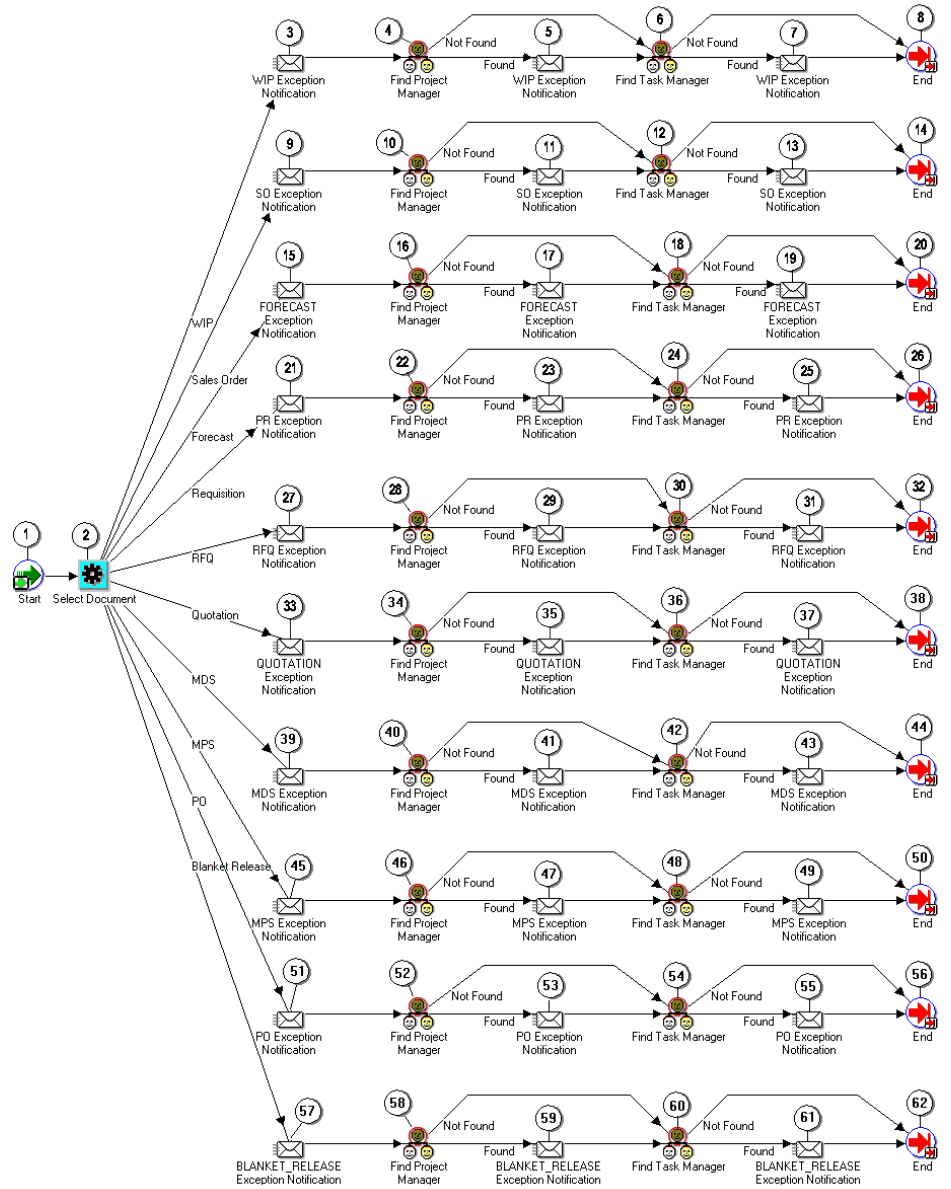 3
4
5
6
7
8
Not Found
Not Found
Found
Found
WIP Exception
Notification
Find Project
Manager
WIP Exception
Notification
Find Task Manager
WIP Exception
Notification
End
9
10
11
12
13
14
Not Found
Not Found
Found
Found
SO Exception
Notification
Find Project
Manager
SO Exception
Notification
Find Task Manager
SO Exception
Notification
End
15
16
17
18
19
20
Not Found
Not Found
Found
Found
FORECAST
Exception
Notification
Find Project
Manager
FORECAST
Exception
Notification
Find Task Manager
FORECAST
Exception
Notification
End
WIP
21
22
23
24
25
26
Not Found
Not Found
Sales Order
Found
Found
PR Exception
Notification
Find Project
Manager
PR Exception
Notification
Find Task Manager
PR Exception
Notification
End
Forecast
Requisition
27
28
29
30
31
32
Not Found
Not Found
Found
Found
RFQ Exception
Notification
Find Project
Manager
RFQ Exception
Notification
Find Task Manager
RFQ Exception
Notification
End
1
2
RFQ
Start
Select Document
Quotation
33
34
35
36
37
38
Not Found
Not Found
Found
Found
QUOTATION
Exception
Notification
Find Project
Manager
QUOTATION
Exception
Notification
Find Task Manager
QUOTATION
Exception
Notification
End
MDS
39
40
41
42
43
44
Not Found
Not Found
MPS
Found
Found
MDS Exception
Notification
Find Project
Manager
MDS Exception
Notification
Find Task Manager
MDS Exception
Notification
End
PO
Blanket Release
45
46
47
48
49
50
Not Found
Not Found
Found
Found
MPS Exception
Notification
Find Project
Manager
MPS Exception
Notification
Find Task Manager
MPS Exception
Notification
End
51
52
53
54
55
56
Not Found
Not Found
Found
Found
PO Exception
Notification
Find Project
Manager
PO Exception
Notification
Find Task Manager
PO Exception
Notification
End
57
58
59
60
61
62
Not Found
Not Found
Found
Found
BLANKET_RELEASE
Exception Notification
Find Project
Manager
BLANKET_RELEASE
Exception Notification
Find Task Manager
BLANKET_RELEASE
Exception Notification
End